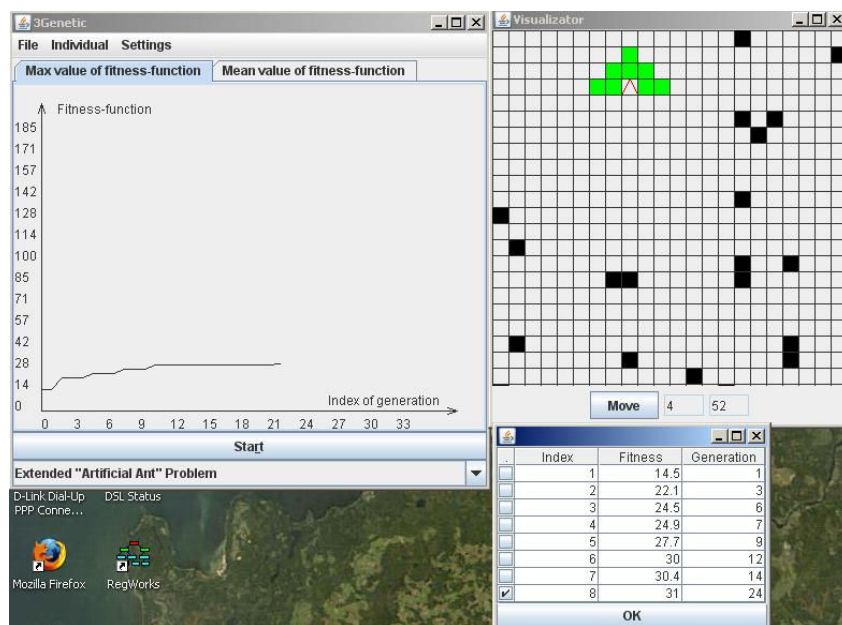 3Genetic
File Individual Settings
Max value of fitness-function Mean value of fitness-function
Fitness-function
185
171
157
142
128
114
100
85
71
57
42
28
14
0
Index of generation
0 3 6 9 12 15 18 21 24 27 30 33
Start
Extended "Artificial Ant" Problem
Visualizator
Move 4 52
. Index Fitness Generation
1 14.5 1
2 22.1 3
3 24.5 6
4 24.9 7
5 27.7 9
6 30 12
7 30.4 14
8 31 24
OK
D-Link Dial-Up
PPP Conne...
DSL Status
Mozilla Firefox
RegWorks